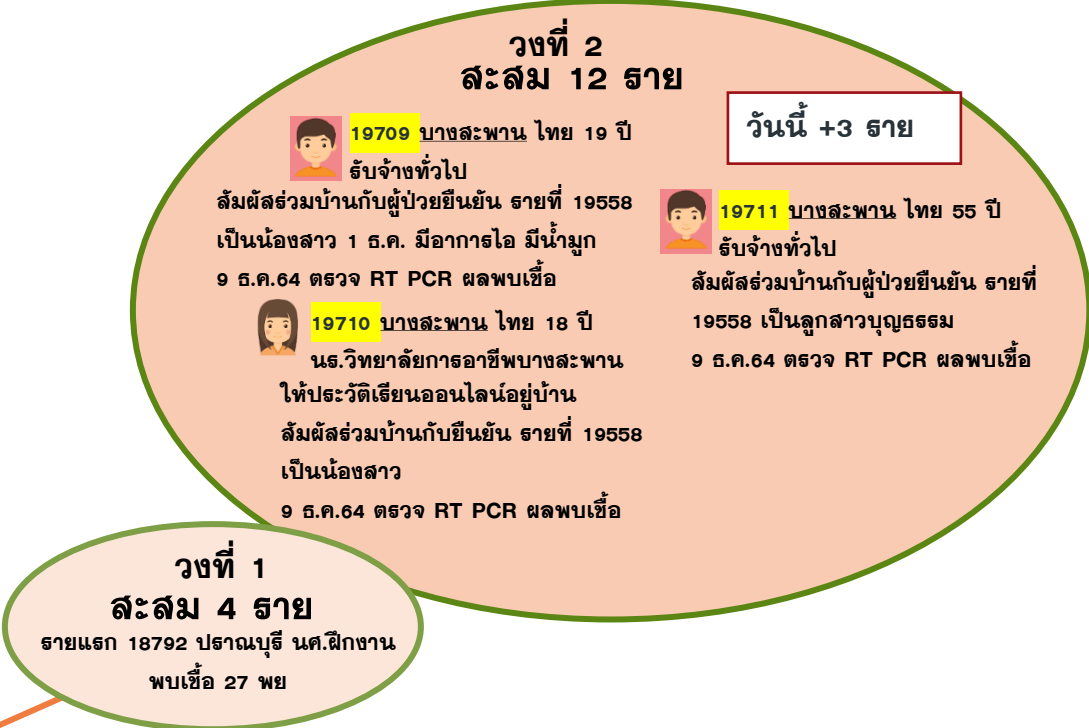 วงที่ 2
สะสม 12 ราย
วันนี้ +3 ราย
19709 บางสะพาน ไทย 19 ปี
รับจ้างทั่วไป
สัมผัสร่วมบ้านกับผู้ป่วยยืนยัน รายที่ 19558
เป็นน้องสาว 1 ธ.ค. มีอาการไอ มีน้ำมูก
9 ธ.ค.64 ตรวจ RT PCR ผลพบเชื้อ
19710 บางสะพาน ไทย 18 ปี
นร.วิทยาลัยการอาชีพบางสะพาน
ให้ประวัติเรียนออนไลน์อยู่บ้าน
สัมผัสร่วมบ้านกับยืนยัน รายที่ 19558
เป็นน้องสาว
9 ธ.ค.64 ตรวจ RT PCR ผลพบเชื้อ
19711 บางสะพาน ไทย 55 ปี
รับจ้างทั่วไป
สัมผัสร่วมบ้านกับผู้ป่วยยืนยัน รายที่
19558 เป็นลูกสาวบุญธรรม
9 ธ.ค.64 ตรวจ RT PCR ผลพบเชื้อ
วงที่ 1
สะสม 4 ราย
รายแรก 18792 ปราณบุรี นศ.ฝึกงาน
พบเชื้อ 27 พย